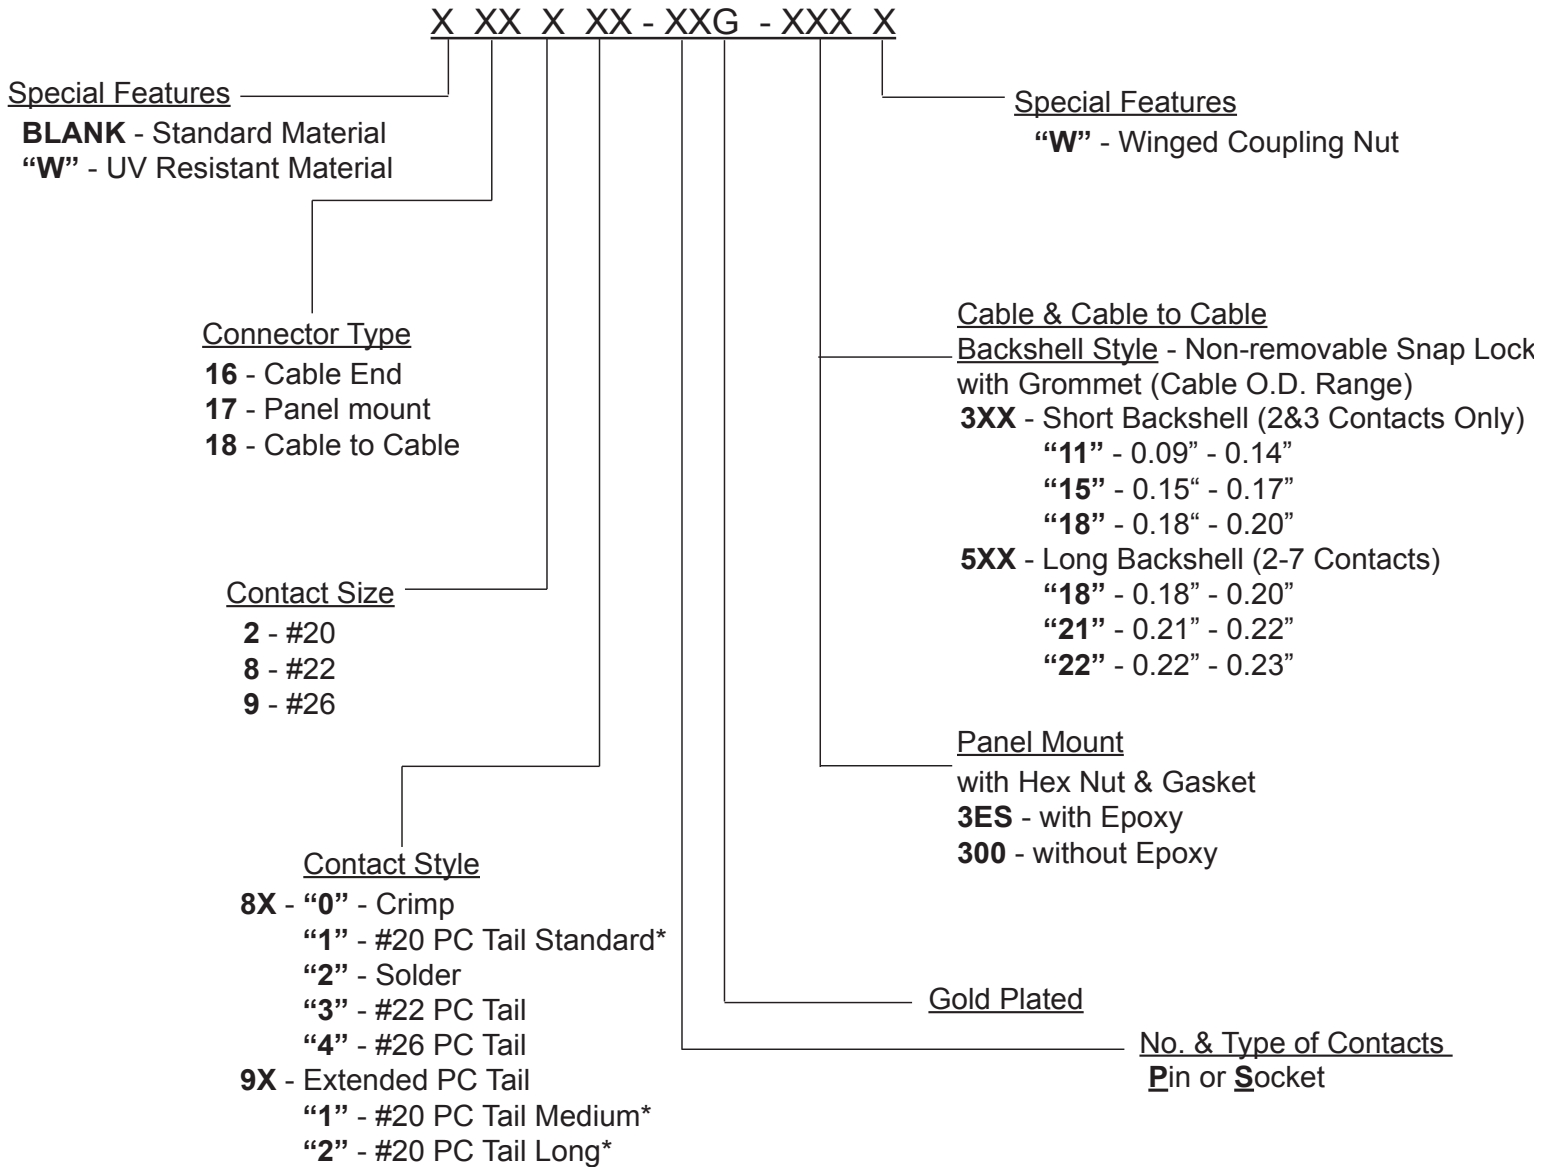 X XX X XX - XXG - XXX X
Special Features
BLANK - Standard Material
“W” - UV Resistant Material
Special Features
“W” - Winged Coupling Nut
Connector Type
16 - Cable End
17 - Panel mount
18 - Cable to Cable
Cable & Cable to Cable
Backshell Style - Non-removable Snap Lock
with Grommet (Cable O.D. Range)
3XX - Short Backshell (2&3 Contacts Only)
“11” - 0.09” - 0.14”
“15” - 0.15“ - 0.17”
“18” - 0.18“ - 0.20”
5XX - Long Backshell (2-7 Contacts)
“18” - 0.18” - 0.20”
“21” - 0.21” - 0.22”
“22” - 0.22” - 0.23”
Contact Size
2 - #20
8 - #22
9 - #26
Panel Mount
with Hex Nut & Gasket
3ES - with Epoxy
300 - without Epoxy
Contact Style
8X - “0” - Crimp
“1” - #20 PC Tail Standard*
“2” - Solder
“3” - #22 PC Tail
“4” - #26 PC Tail
9X - Extended PC Tail
“1” - #20 PC Tail Medium*
“2” - #20 PC Tail Long*
Gold Plated
No. & Type of Contacts
Pin or Socket